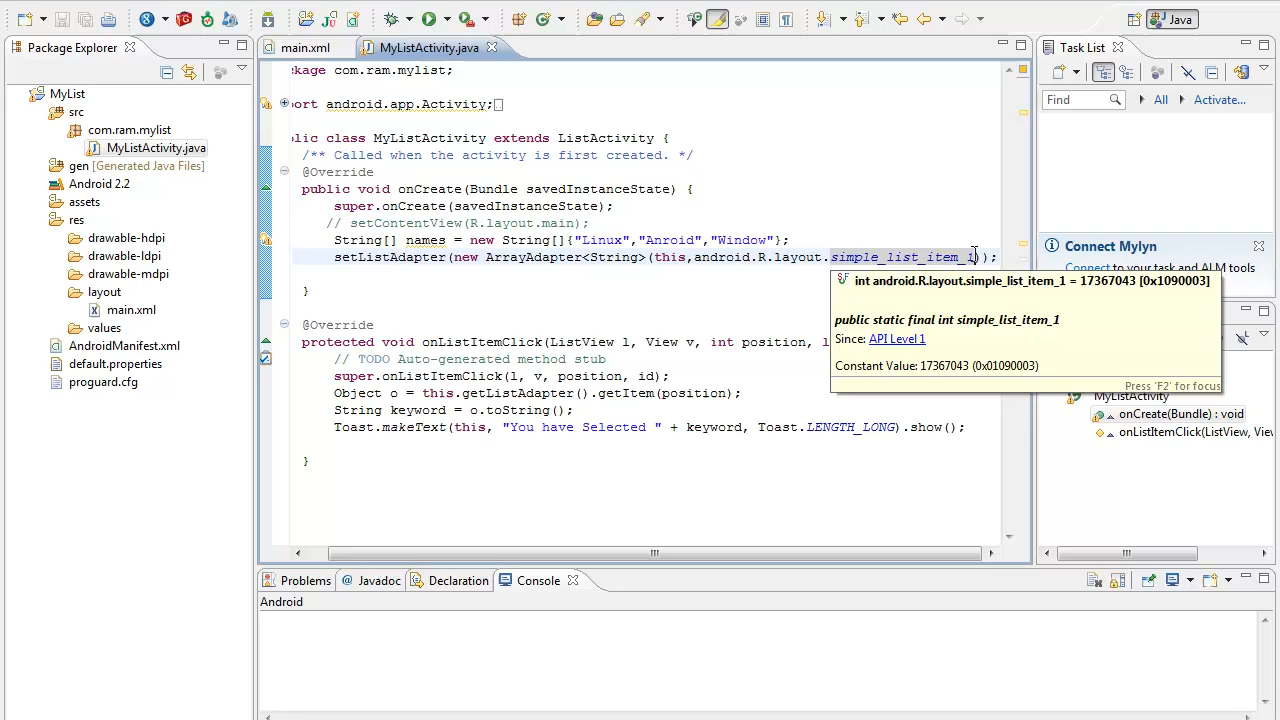 Java
Package Explorer
main.xml
MyListActivity.java
Task List
MyList
src
com.ram.mylist
MyListActivity.java
gen [Generated Java Files]
Android 2.2
assets
res
drawable-hdpi
drawable-ldpi
drawable-mdpi
layout
main.xml
values
AndroidManifest.xml
default.properties
proguard.cfg
kage com.ram.mylist;
ort android.app.Activity;
lic class MyListActivity extends ListActivity {
/** Called when the activity is first created. */
@Override
public void onCreate(Bundle savedInstanceState) {
super.onCreate(savedInstanceState);
// setContentView(R.layout.main);
String[] names = new String[]{"Linux","Anroid","Window"};
setListAdapter(new ArrayAdapter<String>(this,android.R.layout.simple_list_item_1));
}
@Override
protected void onListItemClick(ListView l, View v, int position, l
// TODO Auto-generated method stub
super.onListItemClick(l, v, position, id);
Object o = this.getListAdapter().getItem(position);
String keyword = o.toString();
Toast.makeText(this, "You have Selected " + keyword, Toast.LENGTH_LONG).show();
}
int android.R.layout.simple_list_item_1 = 17367043 [0x1090003]
public static final int simple_list_item_1
Since: API Level 1
Constant Value: 17367043 (0x01090003)
Press 'F2' for focus
Find
All
Activate...
Connect Mylyn
Connect to your task and ALM tools
MyListActivity
onCreate(Bundle) : void
onListItemClick(ListView, View
Problems
Javadoc
Declaration
Console
Android